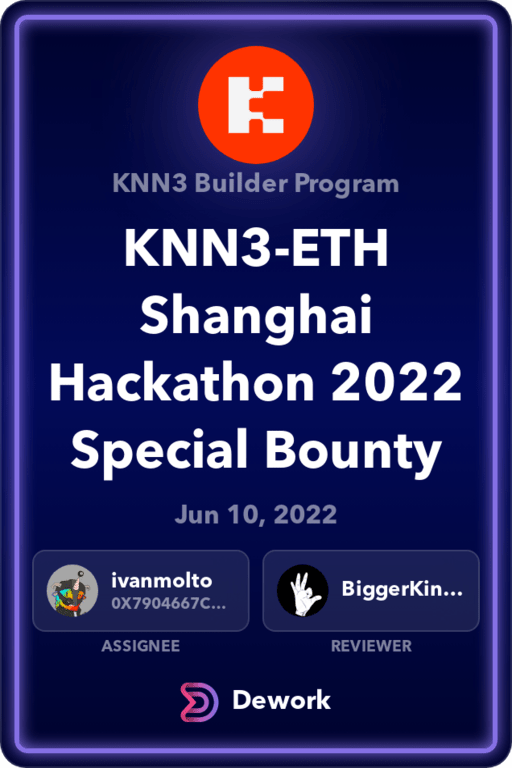 KNN3 Builder Program
KNN3-ETH
Shanghai
Hackathon 2022
Special Bounty
Jun 10, 2022
ivanmolto
0X7904667C...
BiggerKin...
ASSIGNEE
REVIEWER
Dework